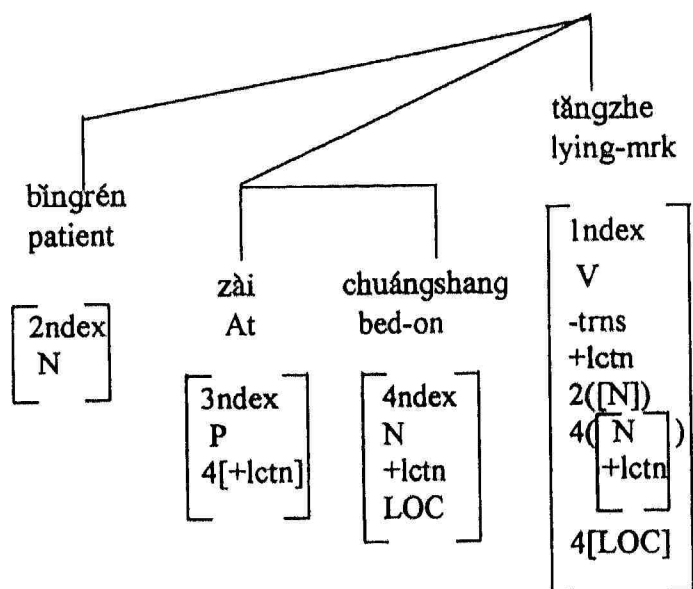 bǐngrén
patient
2ndex
N
zài
At
3ndex
P
4[+lctn]
chuángshang
bed-on
4ndex
N
+lctn
LOC
tǎngzhe
lying-mrk
1ndex
V
-trns
+lctn
2([N])
4( N )
+lctn
4[LOC]